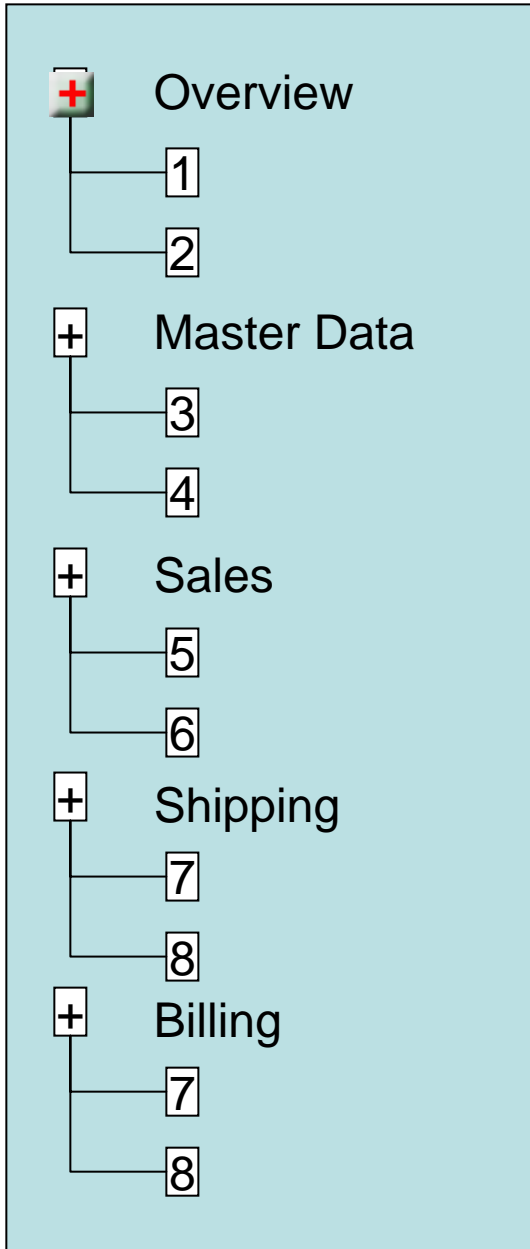 + Overview
1
2
+ Master Data
3
4
+ Sales
5
6
+ Shipping
7
8
+ Billing
7
8